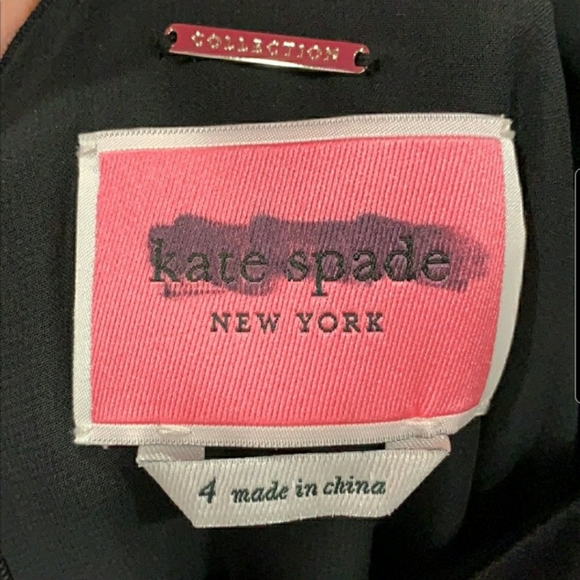 COLLECTION
kate spade
NEW YORK
4 made in china